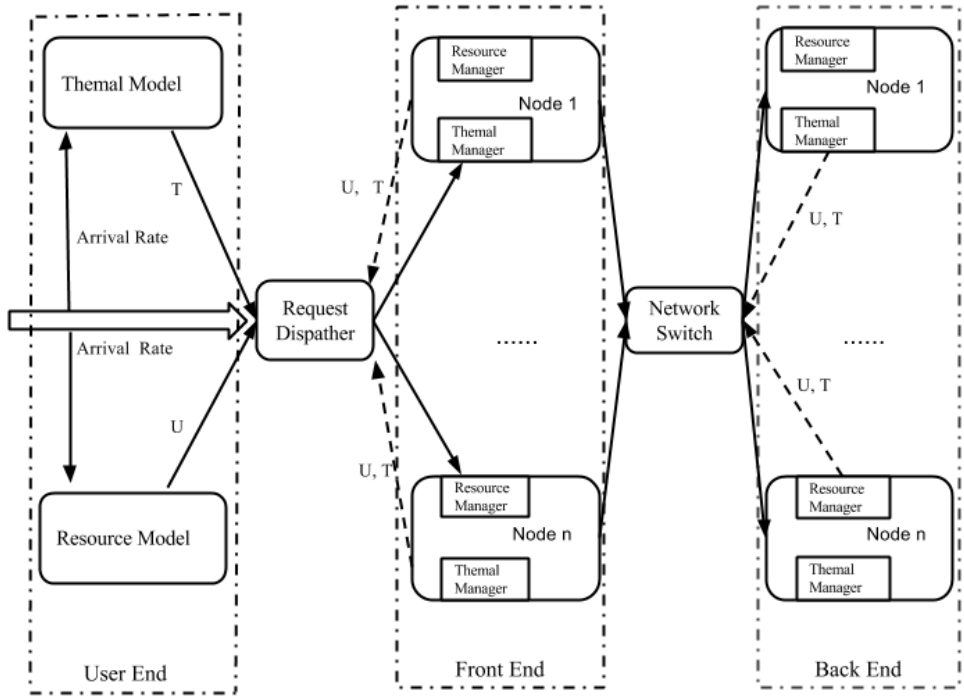 Themal Model
T
Arrival Rate
Arrival Rate
U
Resource Model
User End
Request
Dispather
U, T
U, T
Resource
Manager
Node 1
Themal
Manager
......
Resource
Manager
Node n
Themal
Manager
Front End
Network
Switch
Resource
Manager
Node 1
Themal
Manager
U, T
......
U, T
Resource
Manager
Node n
Themal
Manager
Back End